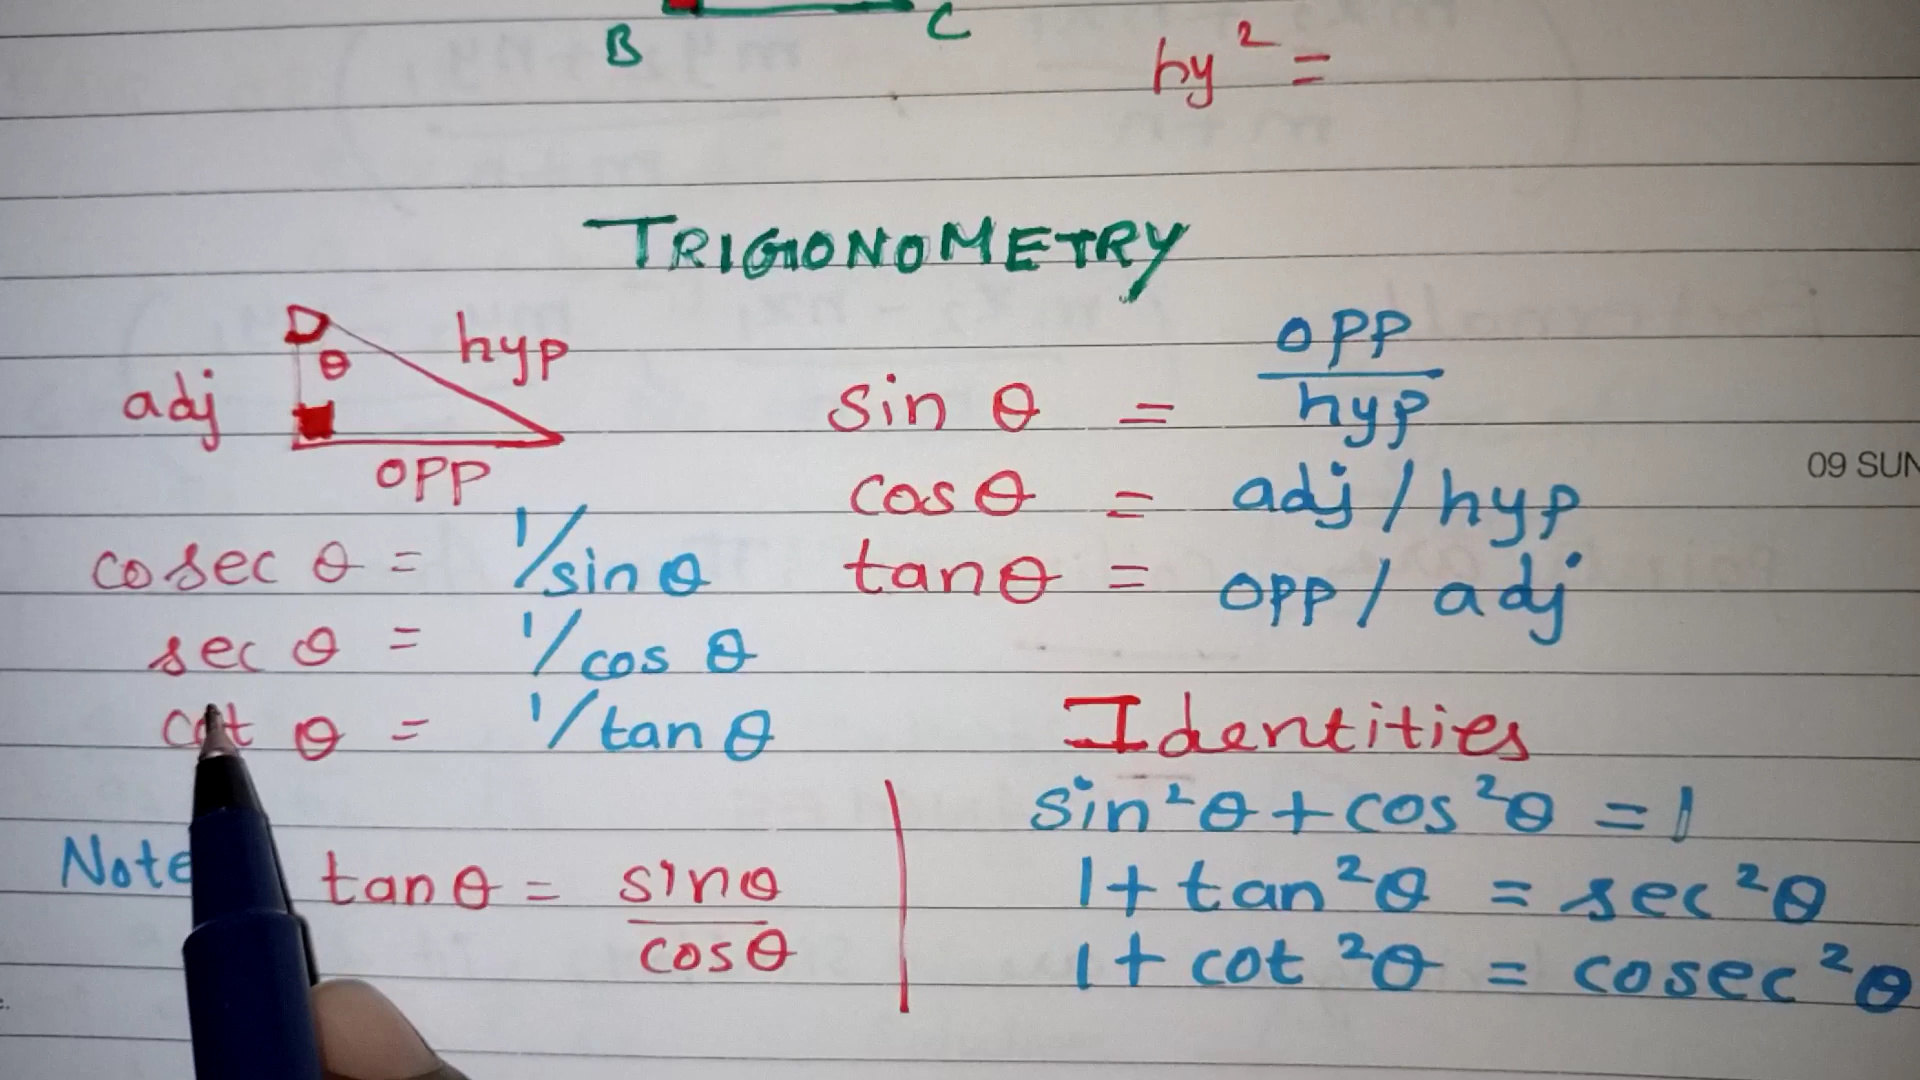 B C
hy² =
TRIGONOMETRY
θ hyp
adj
opp
sin θ = opp/hyp
cos θ = adj / hyp
tan θ = opp / adj
09 SUN
cosec θ = 1/sin θ
sec θ = 1/cos θ
cot θ = 1/tan θ
Note tan θ = sin θ/cos θ
Identities
sin²θ + cos²θ = 1
1 + tan²θ = sec²θ
1 + cot²θ = cosec²θ